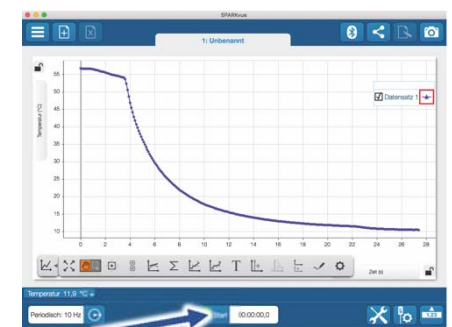 SPARKvue
1: Unbenannt
Temperatur (°C)
55
50
45
40
35
30
25
20
15
10
Datensatz 1
0 2 4 6 8 10 12 14 16 18 20 22 24 26 28
Σ T
Zeit (s)
Temperatur 11,9 °C
Periodisch: 10 Hz
Start
00:00:00,0
1.23